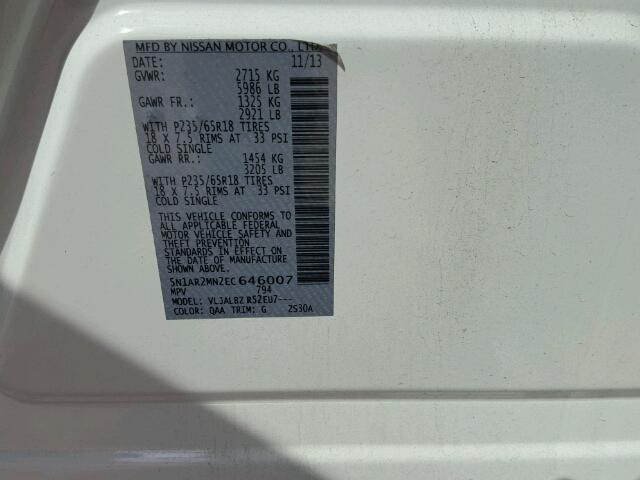 MFD BY NISSAN MOTOR CO., LTD.
DATE: 11/13
GVWR: 2715 KG
5986 LB
GAWR FR.: 1325 KG
2921 LB
WITH P235/65R18 TIRES
18 X 7.5 RIMS AT 33 PSI
COLD SINGLE
GAWR RR.: 1454 KG
3205 LB
WITH P235/65R18 TIRES
18 X 7.5 RIMS AT 33 PSI
COLD SINGLE
THIS VEHICLE CONFORMS TO
ALL APPLICABLE FEDERAL
MOTOR VEHICLE SAFETY AND
THEFT PREVENTION
STANDARDS IN EFFECT ON
THE DATE OF MANUFACTURE
SHOWN ABOVE.
5N1AR2MN2EC646007
MPV 794
MODEL: VLJALBZ R52EU7---
COLOR: QAA TRIM: G 2S30A